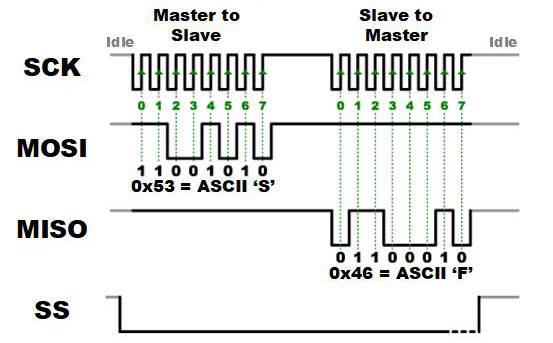 Master to
Slave
Slave to
Master
Idle
Idle
SCK
0 1 2 3 4 5 6 7
0 1 2 3 4 5 6 7
MOSI
1 1 0 0 1 0 1 0
0x53 = ASCII ‘S’
MISO
0 1 1 0 0 0 1 0
0x46 = ASCII ‘F’
SS